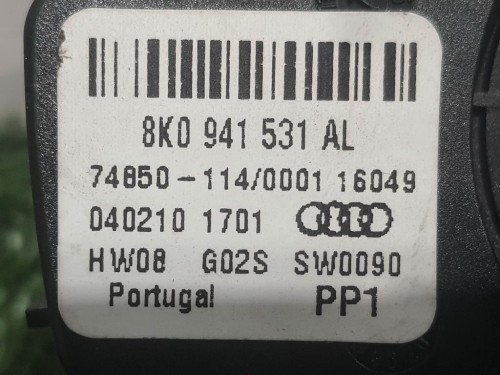 8K0 941 531 AL
74850-114/0001 16049
040210 1701
HW08 G02S SW0090
Portugal PP1